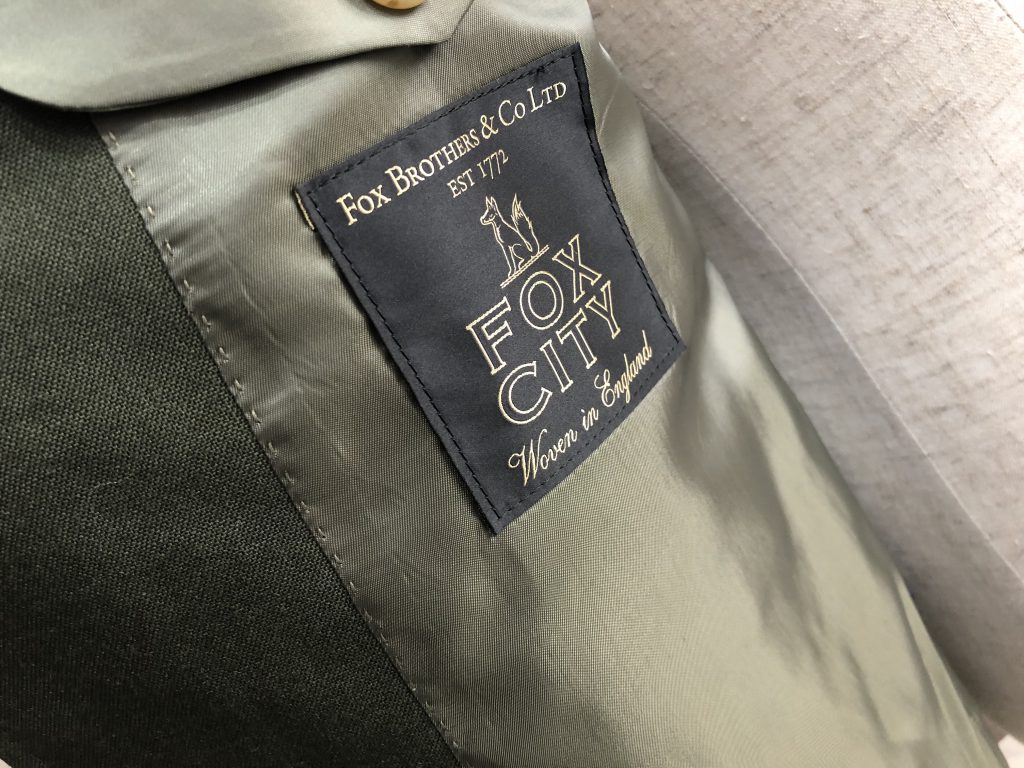 Fox Brothers & Co Ltd
EST 1772
FOX
CITY
Woven in England